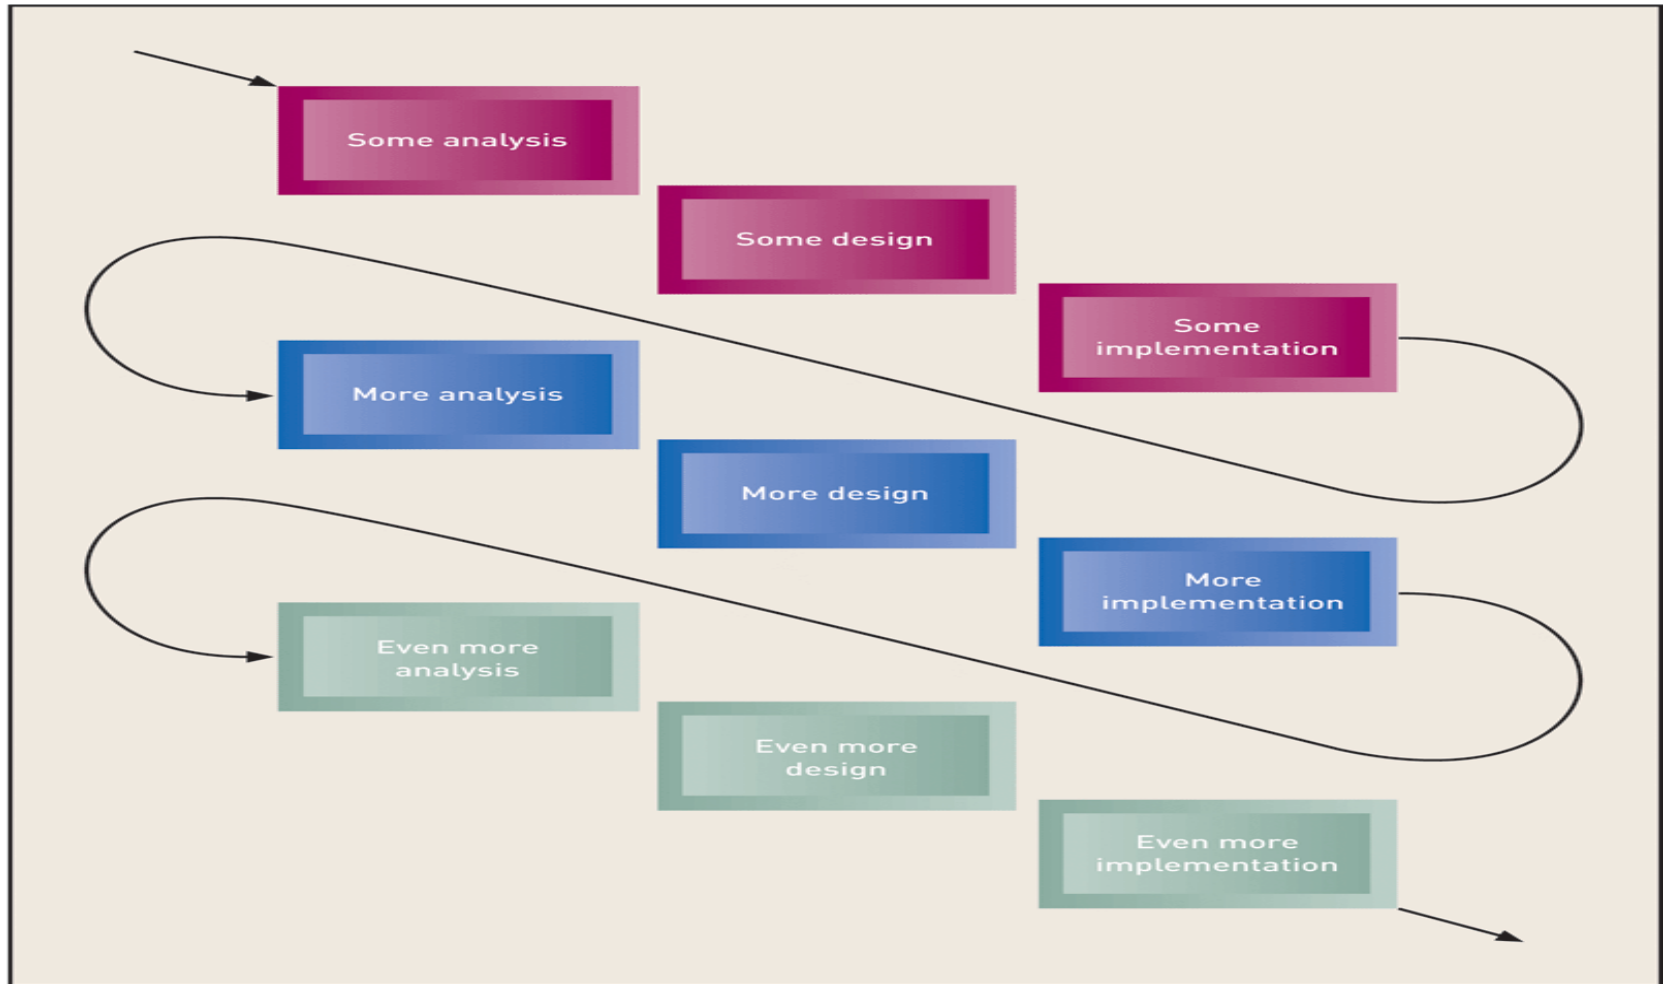 Some analysis
Some design
Some
implementation
More analysis
More design
More
implementation
Even more
analysis
Even more
design
Even more
implementation